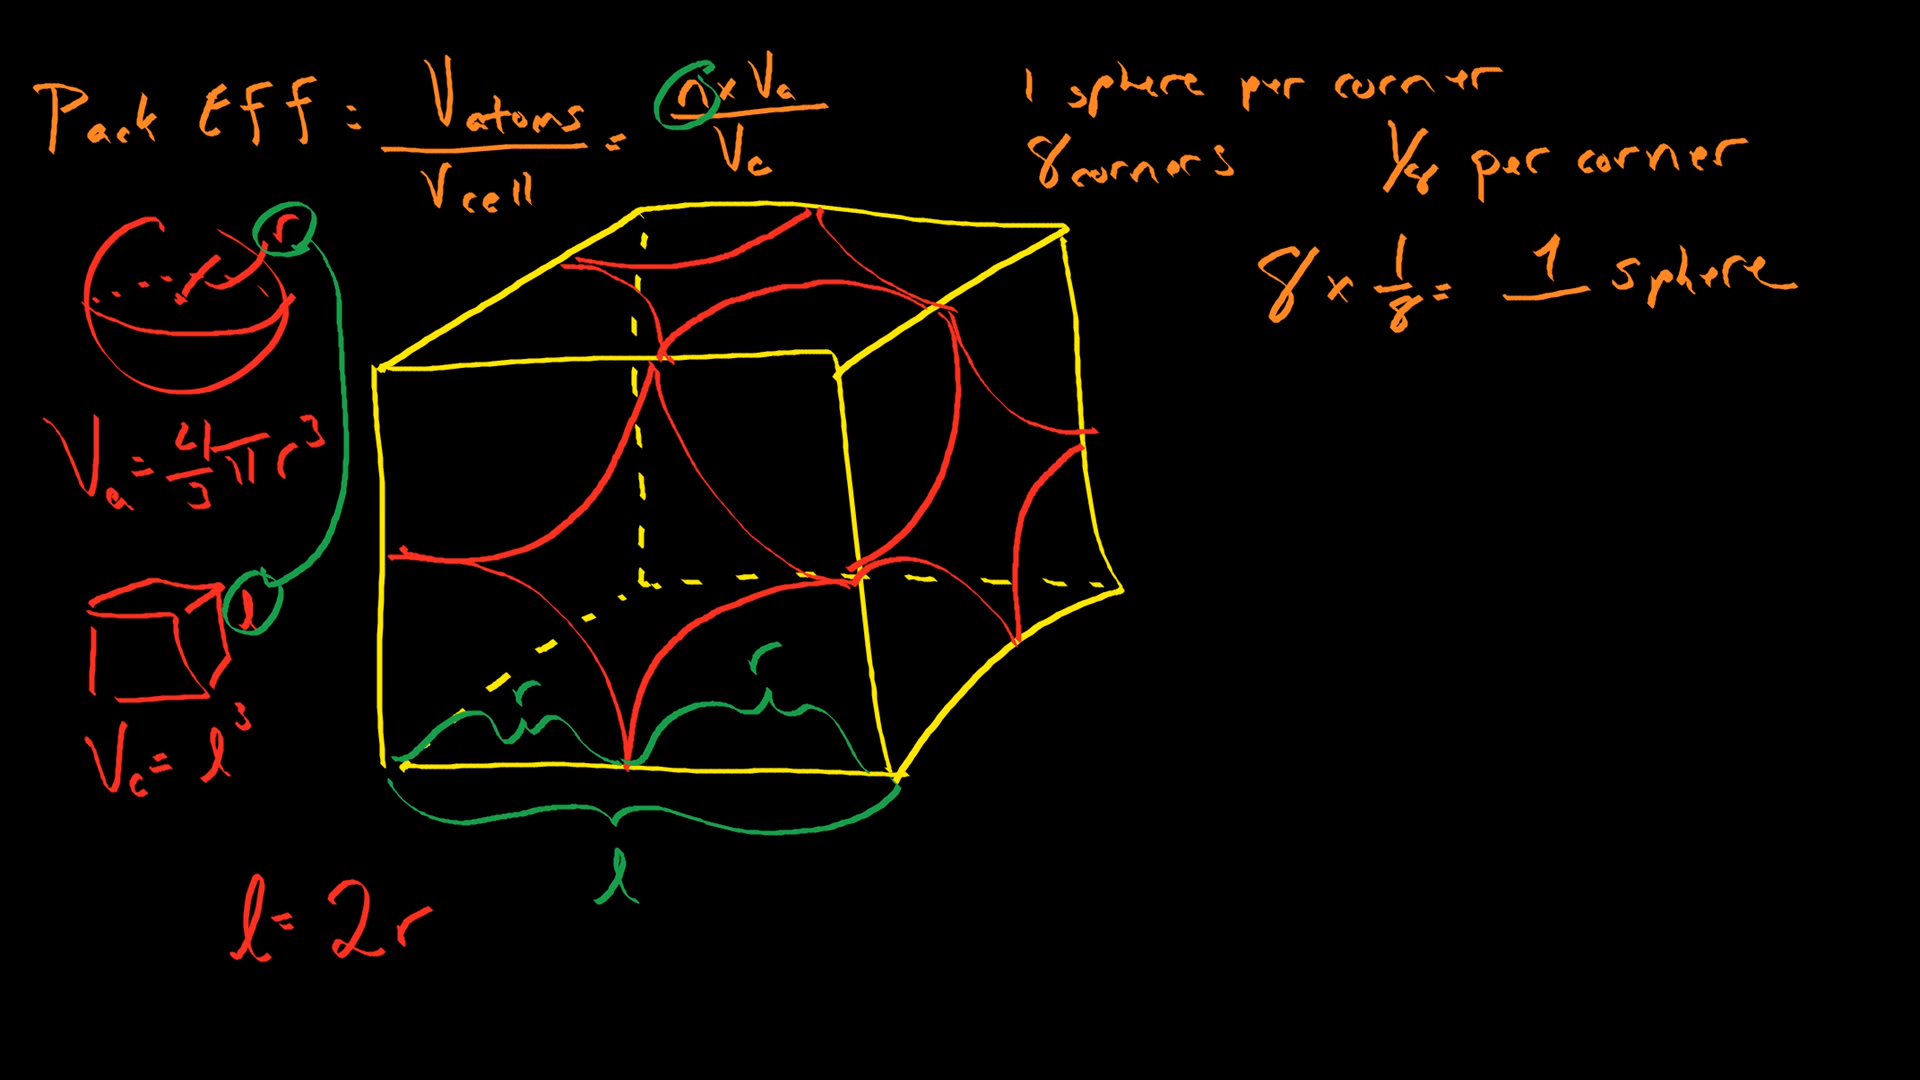 Pack Eff = Vatoms / Vcell = n x Va / Vc
1 sphere per corner
8 corners 1/8 per corner
8 x 1/8 = 1 sphere
r
Va = 4/3 π r³
l
Vc = l³
r r
l
l = 2r